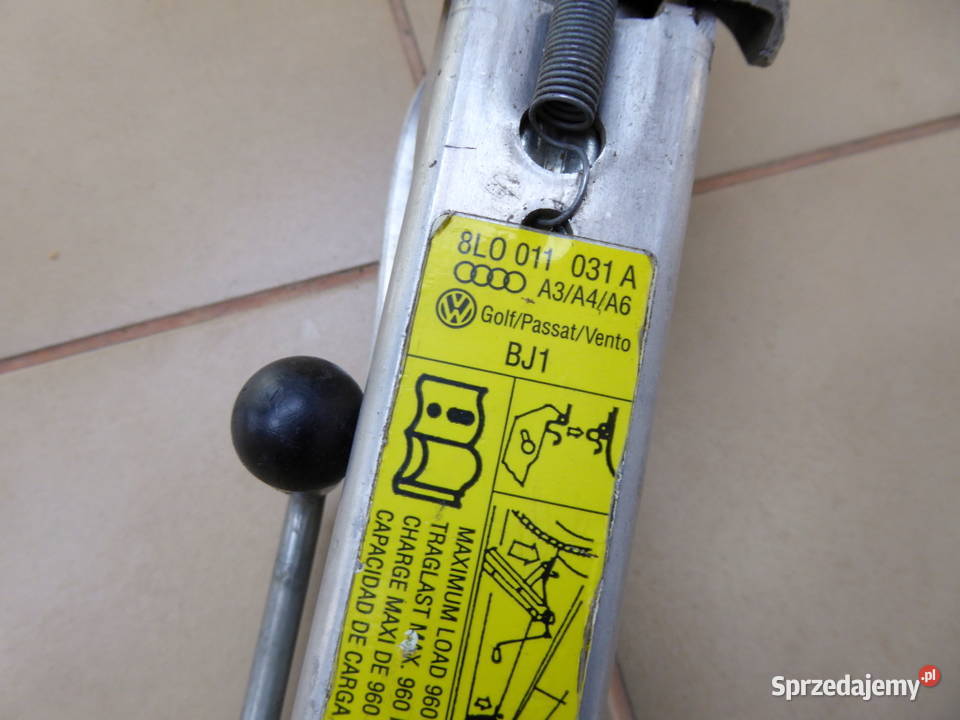 8L0 011 031 A
A3/A4/A6
Golf/Passat/Vento
BJ1
MAXIMUM LOAD 960
TRAGLAST MAX. 960
CHARGE MAXI DE 960
CAPACIDAD DE CARGA
Sprzedajemy.pl